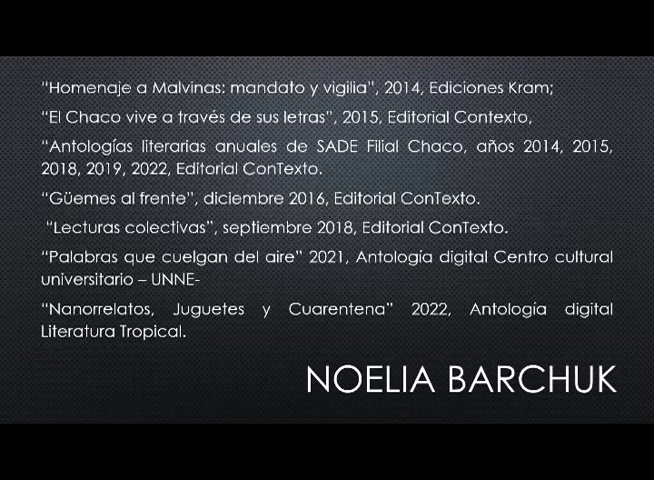 "Homenaje a Malvinas: mandato y vigilia", 2014, Ediciones Kram;
"El Chaco vive a través de sus letras", 2015, Editorial Contexto,
"Antologías literarias anuales de SADE Filial Chaco, años 2014, 2015,
2018, 2019, 2022, Editorial ConTexto.
"Güemes al frente", diciembre 2016, Editorial ConTexto.
"Lecturas colectivas", septiembre 2018, Editorial ConTexto.
"Palabras que cuelgan del aire" 2021, Antología digital Centro cultural
universitario – UNNE-
"Nanorrelatos, Juguetes y Cuarentena" 2022, Antología digital
Literatura Tropical.
NOELIA BARCHUK